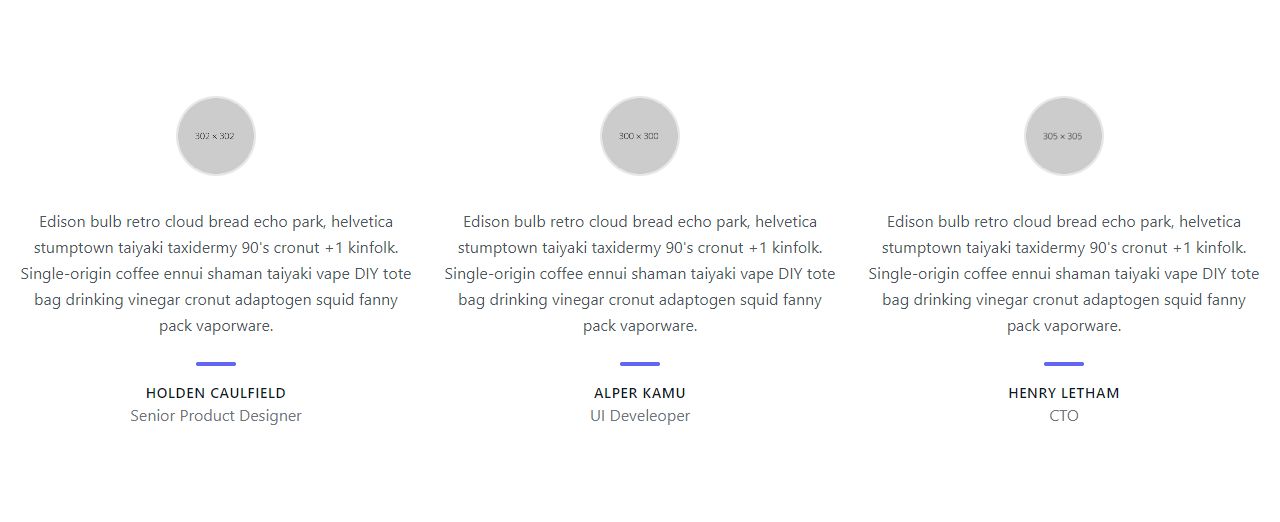 302 × 302
Edison bulb retro cloud bread echo park, helvetica
stumptown taiyaki taxidermy 90's cronut +1 kinfolk.
Single-origin coffee ennui shaman taiyaki vape DIY tote
bag drinking vinegar cronut adaptogen squid fanny
pack vaporware.
HOLDEN CAULFIELD
Senior Product Designer
300 × 300
Edison bulb retro cloud bread echo park, helvetica
stumptown taiyaki taxidermy 90's cronut +1 kinfolk.
Single-origin coffee ennui shaman taiyaki vape DIY tote
bag drinking vinegar cronut adaptogen squid fanny
pack vaporware.
ALPER KAMU
UI Develeoper
305 × 305
Edison bulb retro cloud bread echo park, helvetica
stumptown taiyaki taxidermy 90's cronut +1 kinfolk.
Single-origin coffee ennui shaman taiyaki vape DIY tote
bag drinking vinegar cronut adaptogen squid fanny
pack vaporware.
HENRY LETHAM
CTO